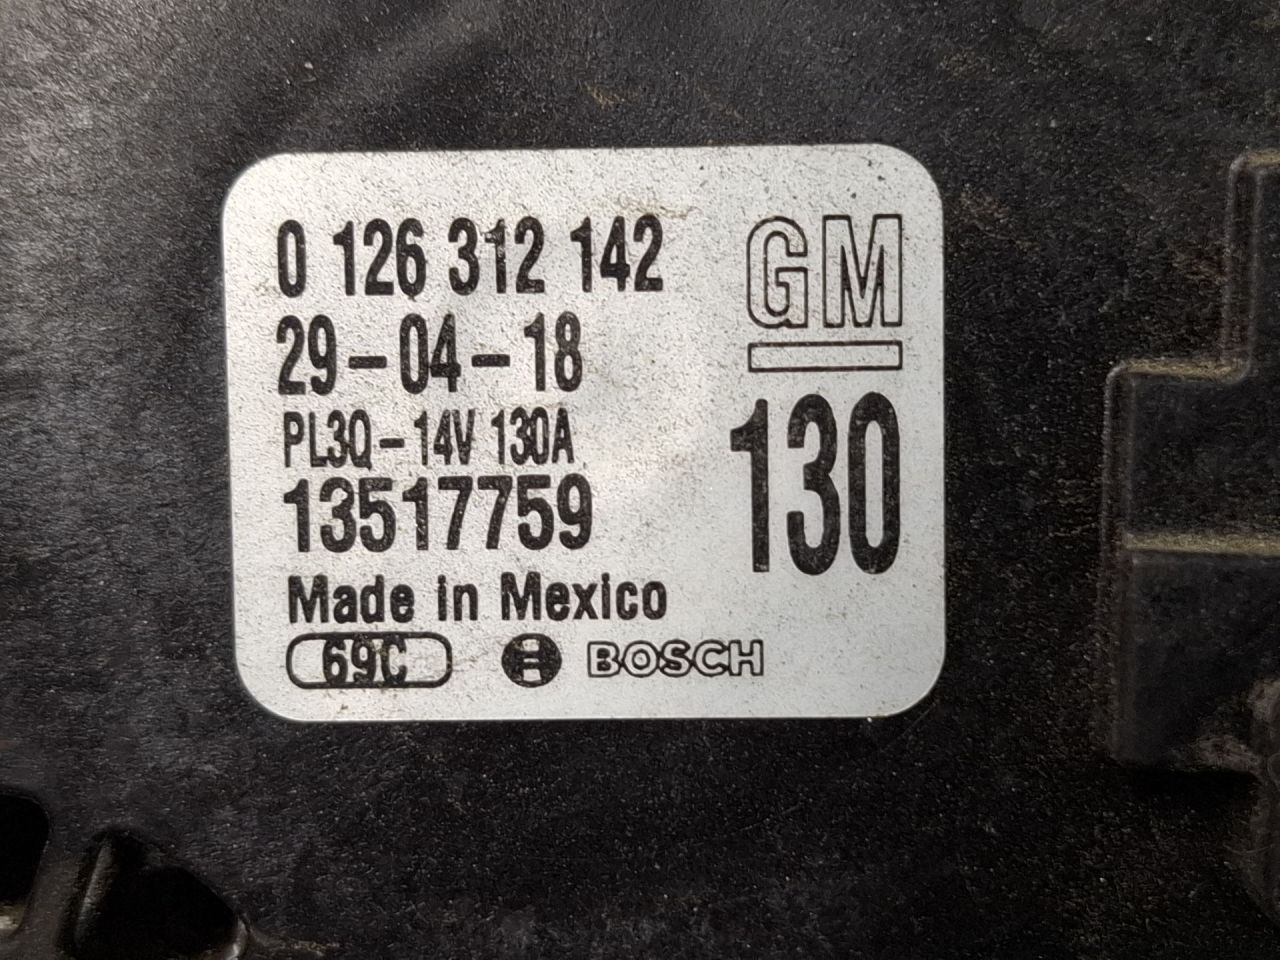 0 126 312 142
29-04-18
PL3Q-14V 130A
13517759
Made in Mexico
69C BOSCH
GM
130